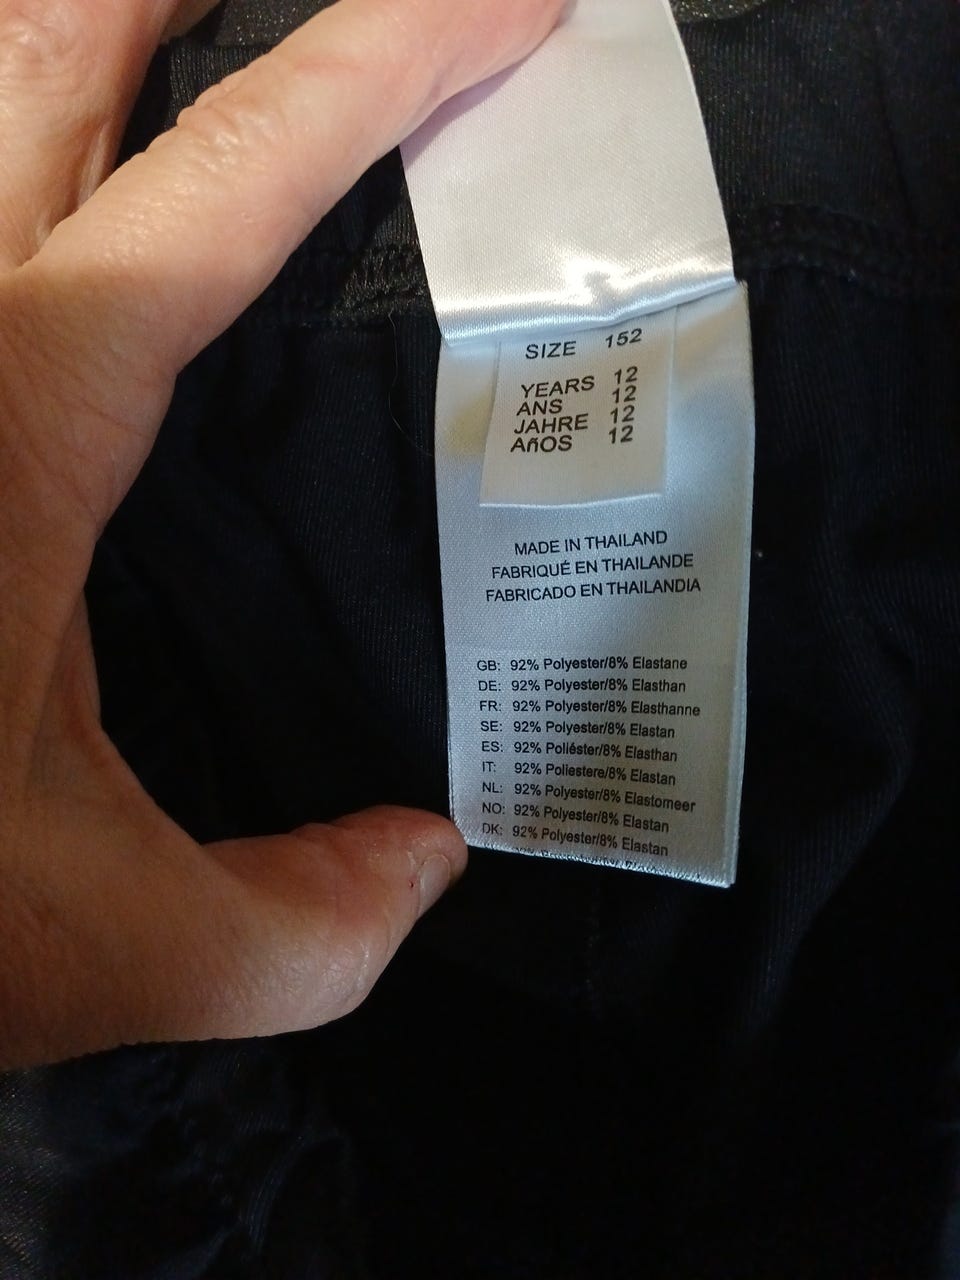 SIZE 152
YEARS 12
ANS 12
JAHRE 12
AñOS 12
MADE IN THAILAND
FABRIQUÉ EN THAILANDE
FABRICADO EN THAILANDIA
GB: 92% Polyester/8% Elastane
DE: 92% Polyester/8% Elasthan
FR: 92% Polyester/8% Elasthanne
SE: 92% Polyester/8% Elastan
ES: 92% Poliéster/8% Elasthan
IT: 92% Poliestere/8% Elastan
NL: 92% Polyester/8% Elastomeer
NO: 92% Polyester/8% Elastan
DK: 92% Polyester/8% Elastan